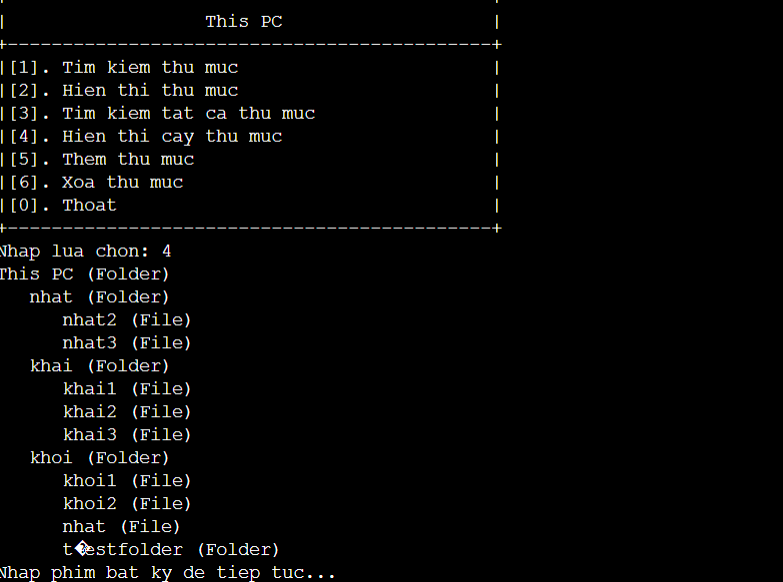 This PC
[1]. Tim kiem thu muc
[2]. Hien thi thu muc
[3]. Tim kiem tat ca thu muc
[4]. Hien thi cay thu muc
[5]. Them thu muc
[6]. Xoa thu muc
[0]. Thoat
Nhap lua chon: 4
This PC (Folder)
nhat (Folder)
nhat2 (File)
nhat3 (File)
khai (Folder)
khai1 (File)
khai2 (File)
khai3 (File)
khoi (Folder)
khoi1 (File)
khoi2 (File)
nhat (File)
t�estfolder (Folder)
Nhap phim bat ky de tiep tuc...